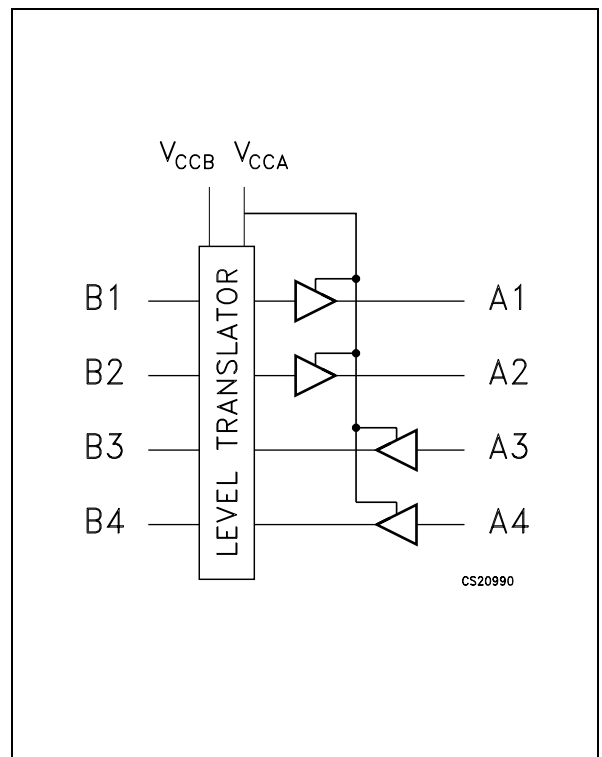 VCCB VCCA
B1 A1
B2 A2
B3 A3
B4 A4
LEVEL TRANSLATOR
CS20990